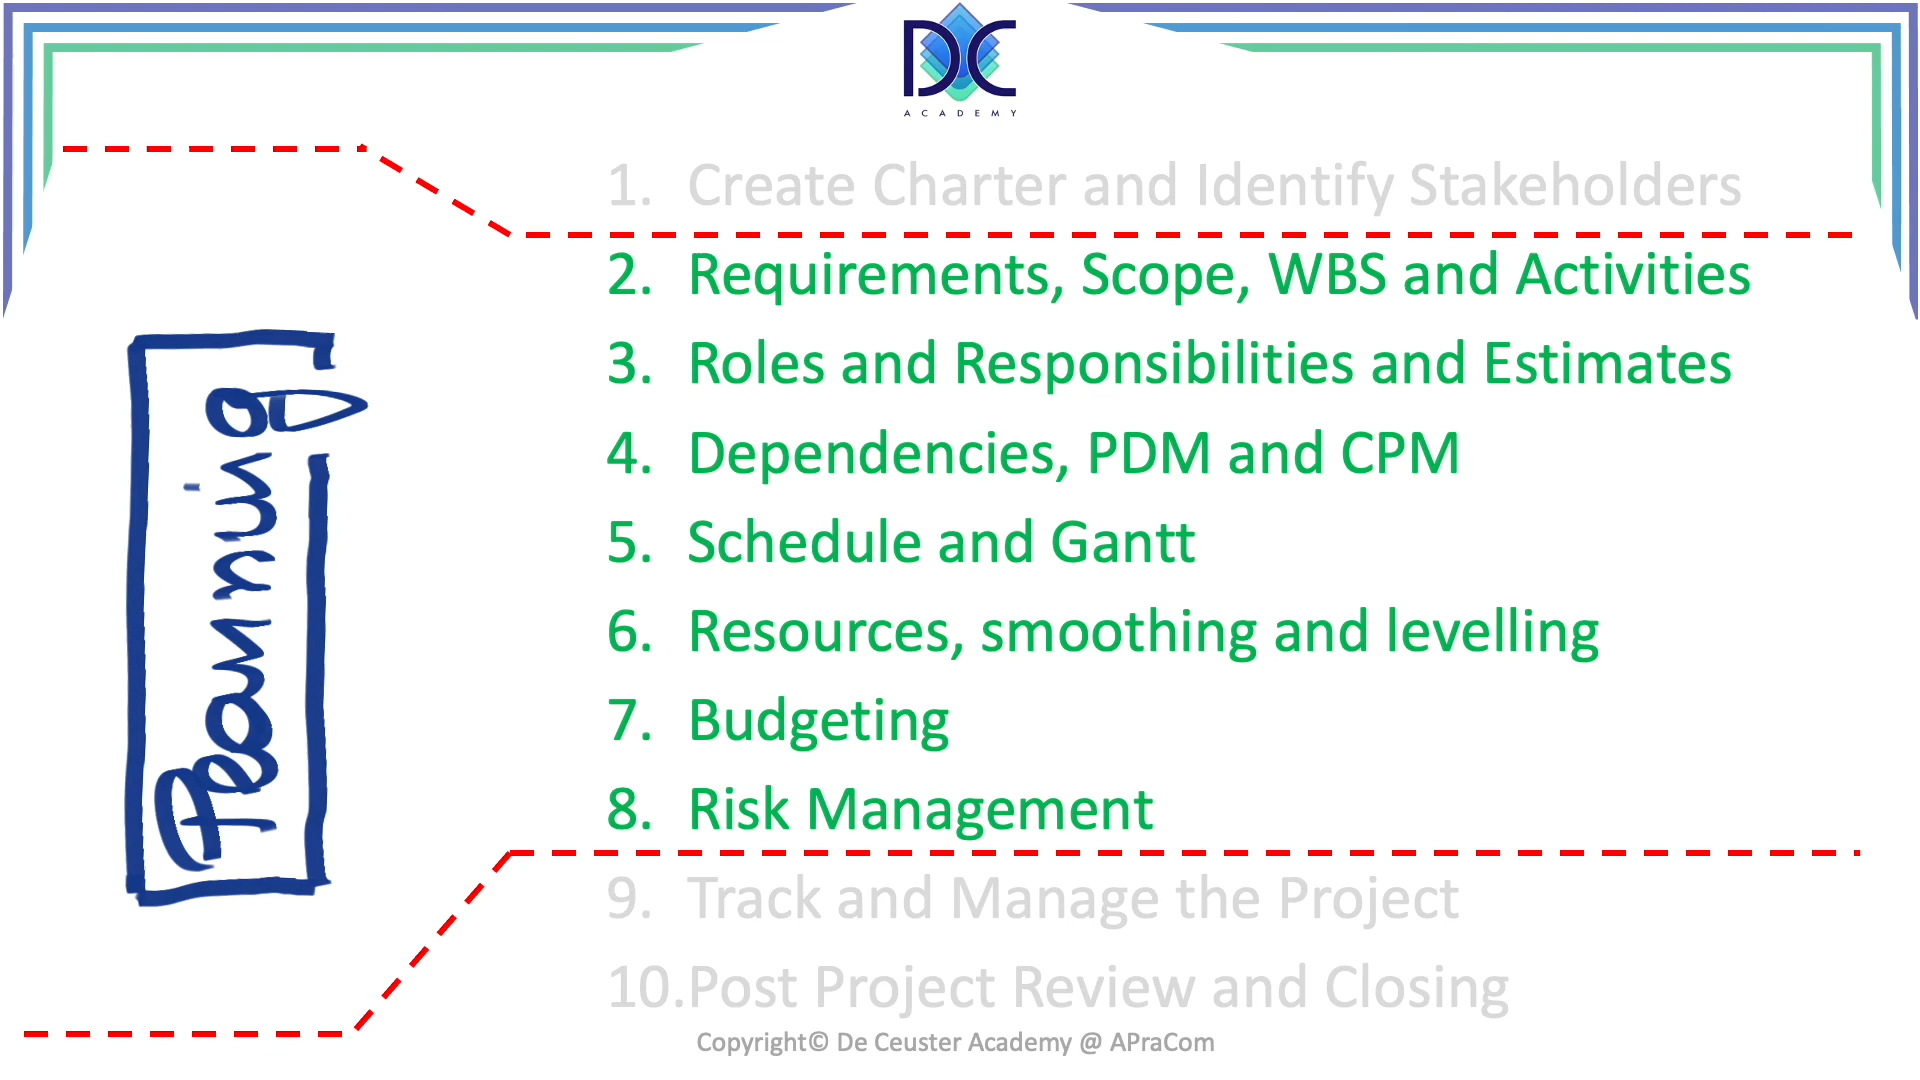 DC
ACADEMY
1. Create Charter and Identify Stakeholders
2. Requirements, Scope, WBS and Activities
3. Roles and Responsibilities and Estimates
4. Dependencies, PDM and CPM
5. Schedule and Gantt
6. Resources, smoothing and levelling
7. Budgeting
8. Risk Management
9. Track and Manage the Project
10. Post Project Review and Closing
Planning
Copyright© De Ceuster Academy @ APraCom